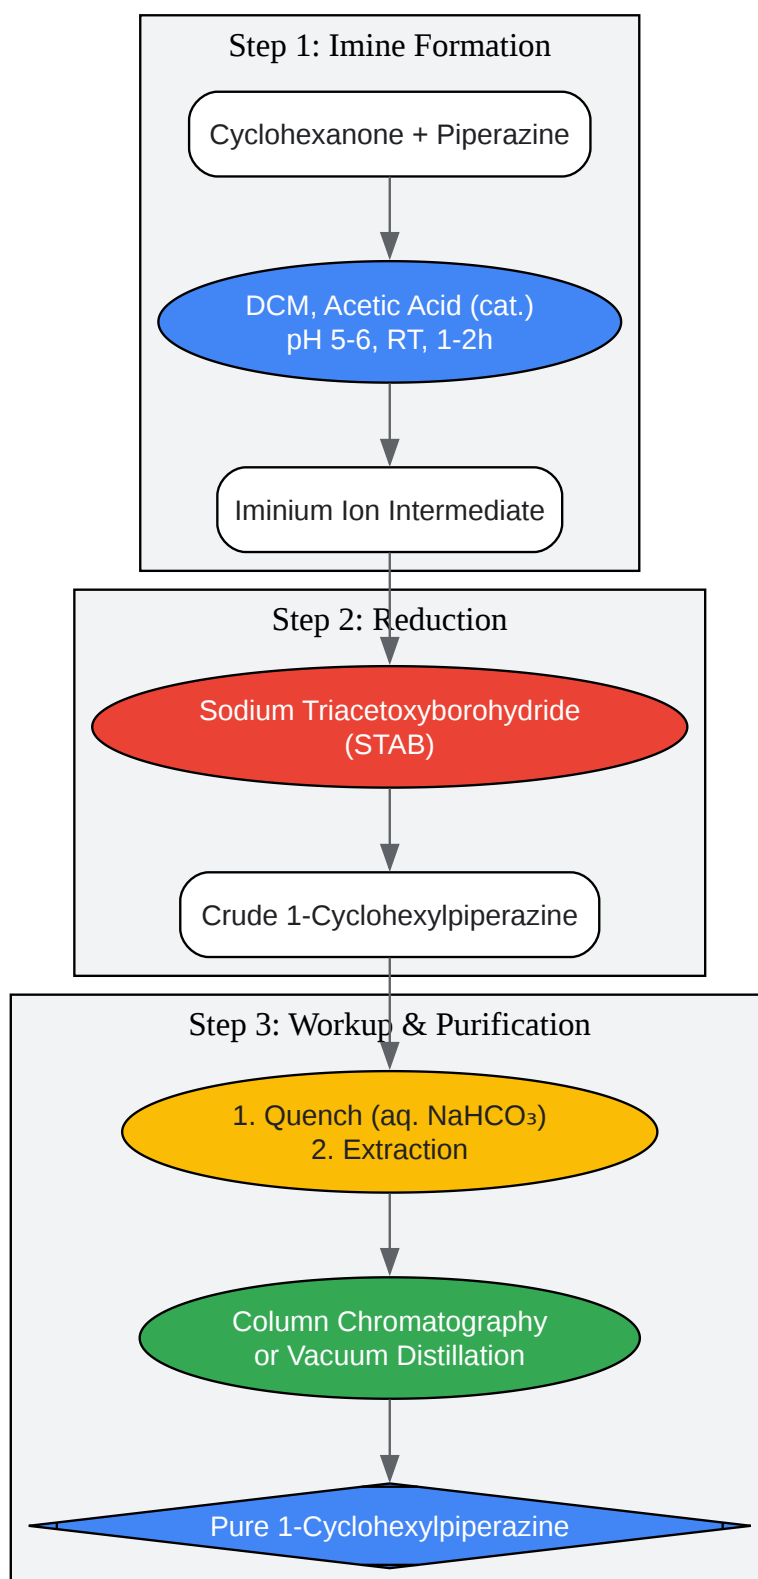 Step 1: Imine Formation
Cyclohexanone + Piperazine
DCM, Acetic Acid (cat.)
pH 5-6, RT, 1-2h
Iminium Ion Intermediate
Step 2: Reduction
Sodium Triacetoxyborohydride
(STAB)
Crude 1-Cyclohexylpiperazine
Step 3: Workup & Purification
1. Quench (aq. NaHCO₃)
2. Extraction
Column Chromatography
or Vacuum Distillation
Pure 1-Cyclohexylpiperazine